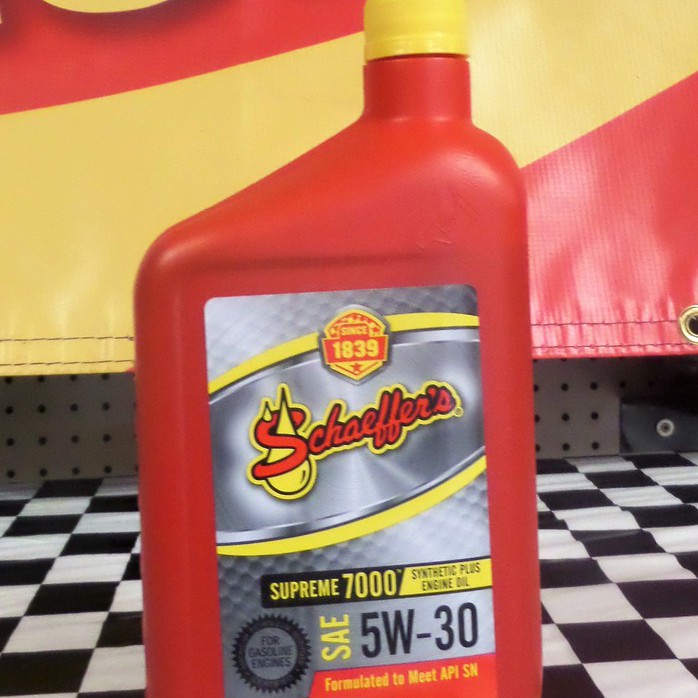 SINCE
1839
Schaeffer's®
SUPREME 7000™ SYNTHETIC PLUS
ENGINE OIL
FOR
GASOLINE
ENGINES
SAE 5W-30
Formulated to Meet API SN